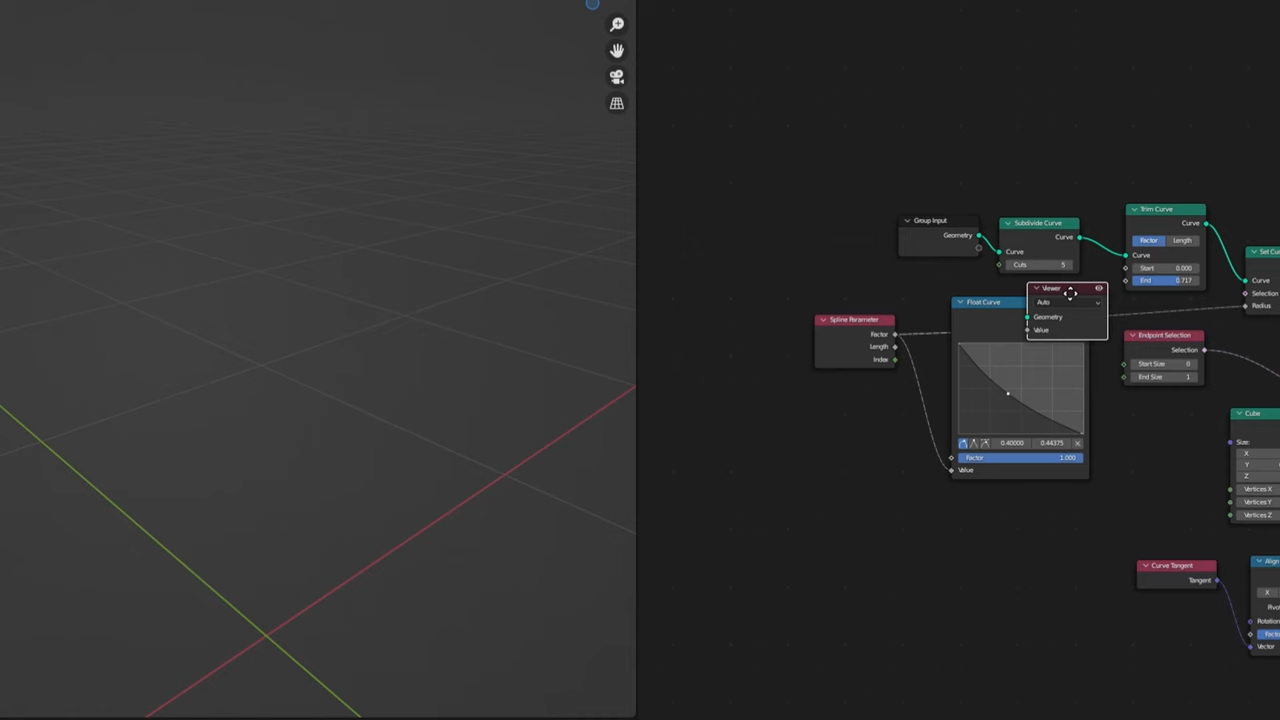 Group Input
Geometry
Subdivide Curve
Curve
Curve
Cuts 5
Trim Curve
Curve
Factor Length
Curve
Start 0.000
End 0.717
Curve
Selection
Radius
Viewer
Auto
Geometry
Value
Spline Parameter
Factor
Length
Index
Float Curve
0.40000 0.44375
Factor 1.000
Value
Endpoint Selection
Selection
Start Size 0
End Size 1
Cube
Size:
X
Y
Z
Vertices X
Vertices Y
Vertices Z
Curve Tangent
Tangent
X
Vector